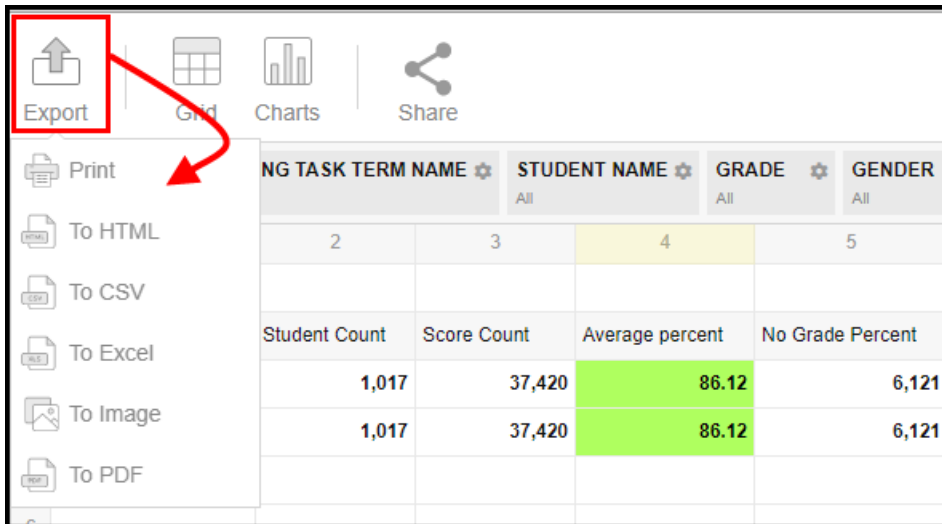 Export
Grid
Charts
Share
Print
To HTML
To CSV
To Excel
To Image
To PDF
NG TASK TERM NAME
STUDENT NAME
All
GRADE
All
GENDER
All
2 3 4 5
Student Count Score Count Average percent No Grade Percent
1,017 37,420 86.12 6,121
1,017 37,420 86.12 6,121